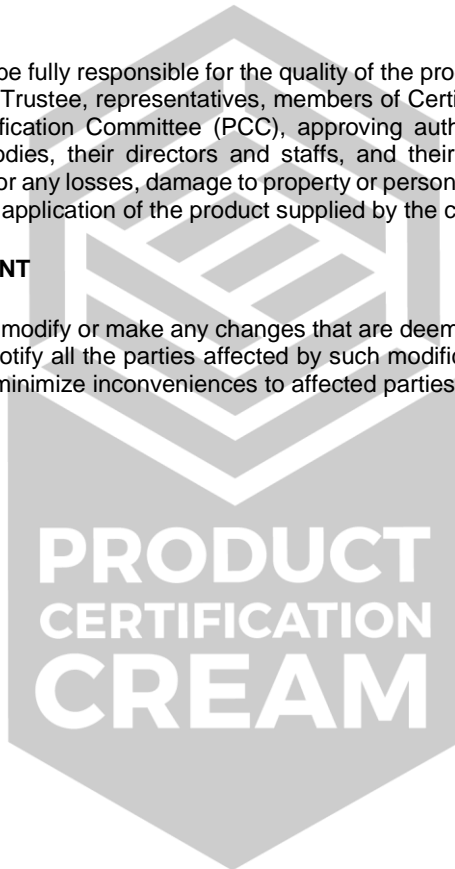 be fully responsible for the quality of the pro
Trustee, representatives, members of Certi
fication Committee (PCC), approving auth
odies, their directors and staffs, and their
or any losses, damage to property or person
application of the product supplied by the c
NT
modify or make any changes that are deem
otify all the parties affected by such modific
minimize inconveniences to affected parties
PRODUCT
CERTIFICATION
CREAM